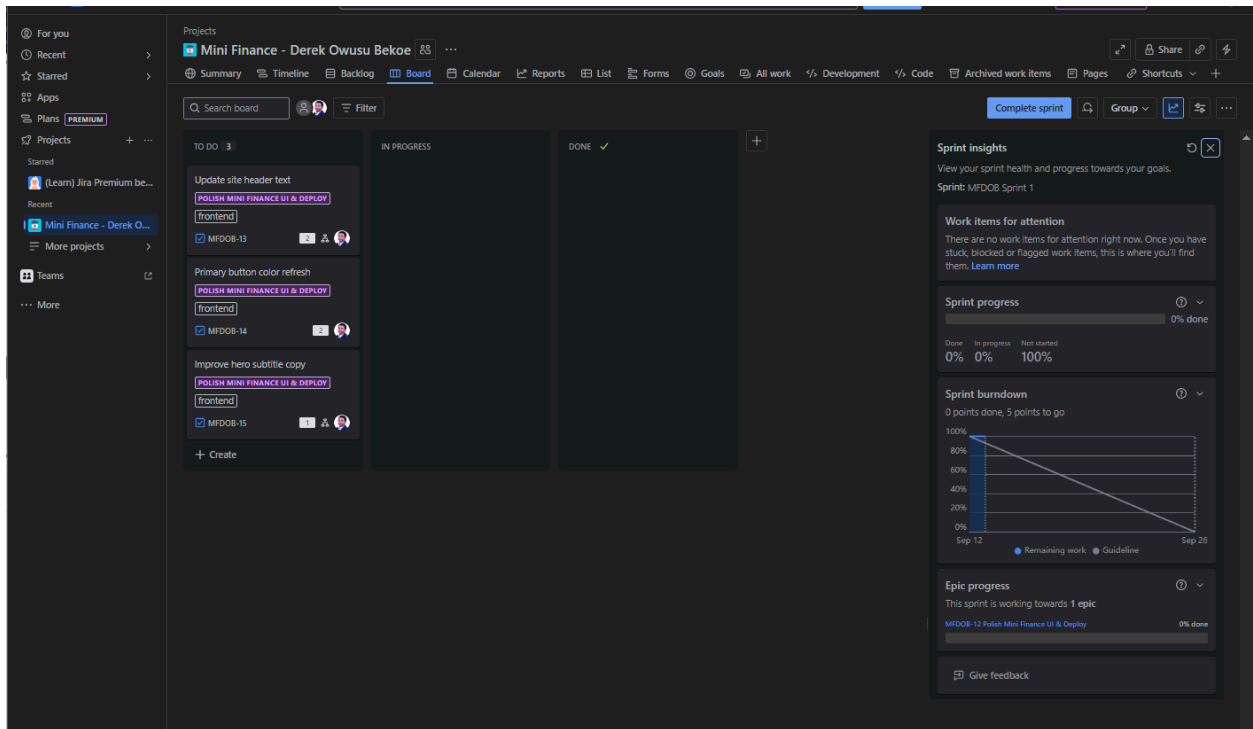 For you
Recent
Starred
Apps
Plans PREMIUM
Projects
Starred
(Learn) Jira Premium be...
Recent
Mini Finance - Derek O...
More projects
Teams
More
Projects
Mini Finance - Derek Owusu Bekoe
Share
Summary Timeline Backlog Board Calendar Reports List Forms Goals All work Development Code Archived work items Pages Shortcuts
Search board Filter
Complete sprint Group
TO DO 3 IN PROGRESS DONE
Update site header text
POLISH MINI FINANCE UI & DEPLOY
frontend
MFDOB-13 2
Primary button color refresh
POLISH MINI FINANCE UI & DEPLOY
frontend
MFDOB-14 2
Improve hero subtitle copy
POLISH MINI FINANCE UI & DEPLOY
frontend
MFDOB-15 1
Create
Sprint insights
View your sprint health and progress towards your goals.
Sprint: MFDOB Sprint 1
Work items for attention
There are no work items for attention right now. Once you have
stuck, blocked or flagged work items, this is where you'll find
them. Learn more
Sprint progress
0% done
Done In progress Not started
0% 0% 100%
Sprint burndown
0 points done, 5 points to go
100%
80%
60%
40%
20%
0%
Sep 12 Sep 26
Remaining work Guideline
Epic progress
This sprint is working towards 1 epic
MFDOB-12 Polish Mini Finance UI & Deploy 0% done
Give feedback